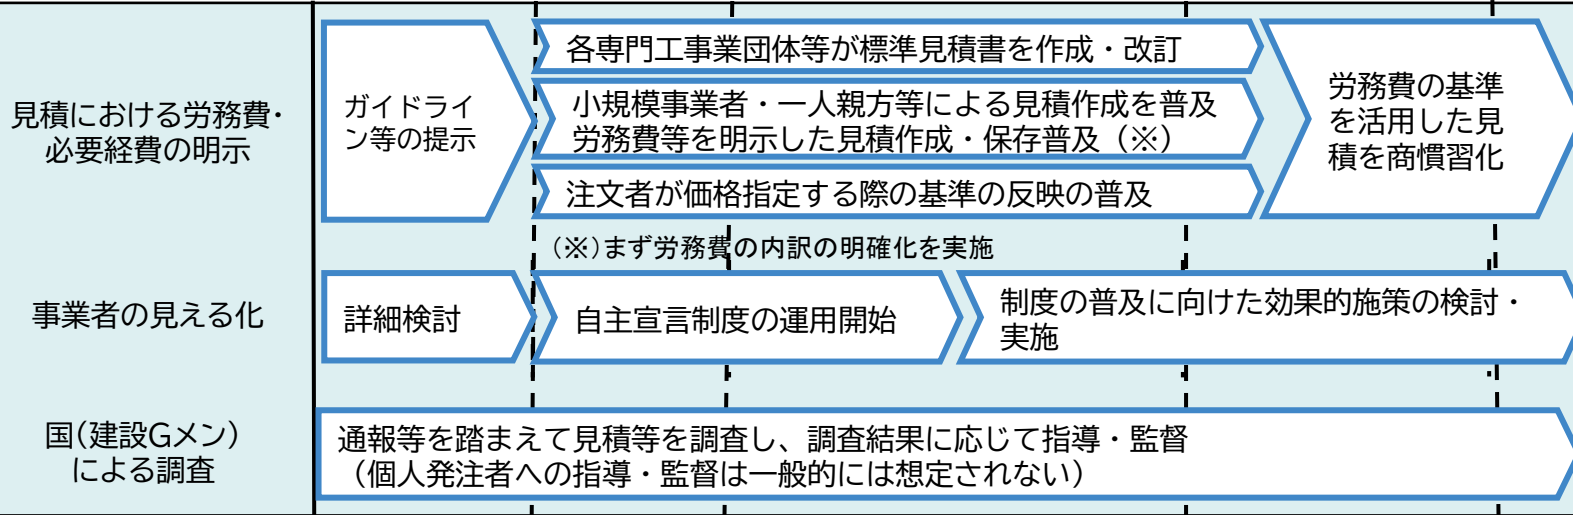 見積における労務費・
必要経費の明示
ガイドライ
ン等の提示
各専門工事業団体等が標準見積書を作成・改訂
小規模事業者・一人親方等による見積作成を普及
労務費等を明示した見積作成・保存普及（※）
注文者が価格指定する際の基準の反映の普及
労務費の基準
を活用した見
積を商慣習化
（※）まず労務費の内訳の明確化を実施
事業者の見える化
詳細検討
自主宣言制度の運用開始
制度の普及に向けた効果的施策の検討・
実施
国（建設Gメン）
による調査
通報等を踏まえて見積等を調査し、調査結果に応じて指導・監督
（個人発注者への指導・監督は一般的には想定されない）